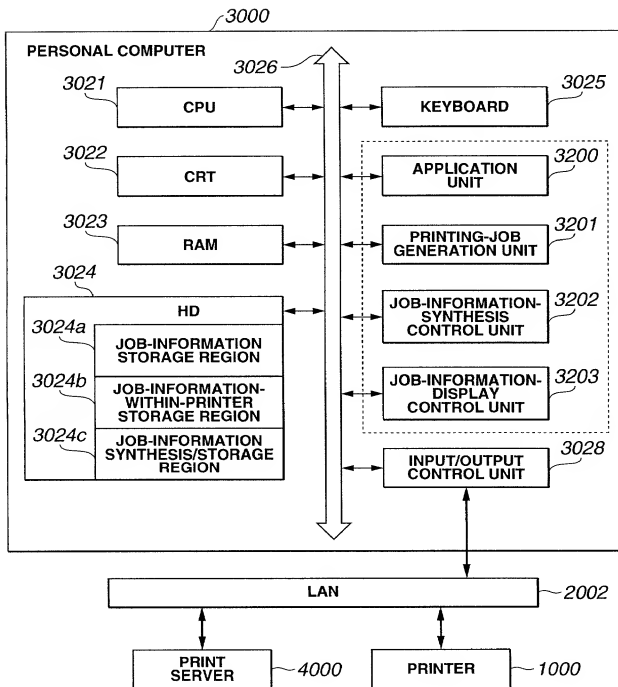 3000
PERSONAL COMPUTER
3026
3021
CPU
3025
KEYBOARD
3022
CRT
3200
APPLICATION
UNIT
3023
RAM
3201
PRINTING-JOB
GENERATION UNIT
3024
HD
3202
JOB-INFORMATION-
SYNTHESIS
CONTROL UNIT
3024a
JOB-INFORMATION
STORAGE REGION
3203
JOB-INFORMATION-
DISPLAY
CONTROL UNIT
3024b
JOB-INFORMATION-
WITHIN-PRINTER
STORAGE REGION
3024c
JOB-INFORMATION
SYNTHESIS/STORAGE
REGION
3028
INPUT/OUTPUT
CONTROL UNIT
LAN
2002
PRINT
SERVER
4000
PRINTER
1000